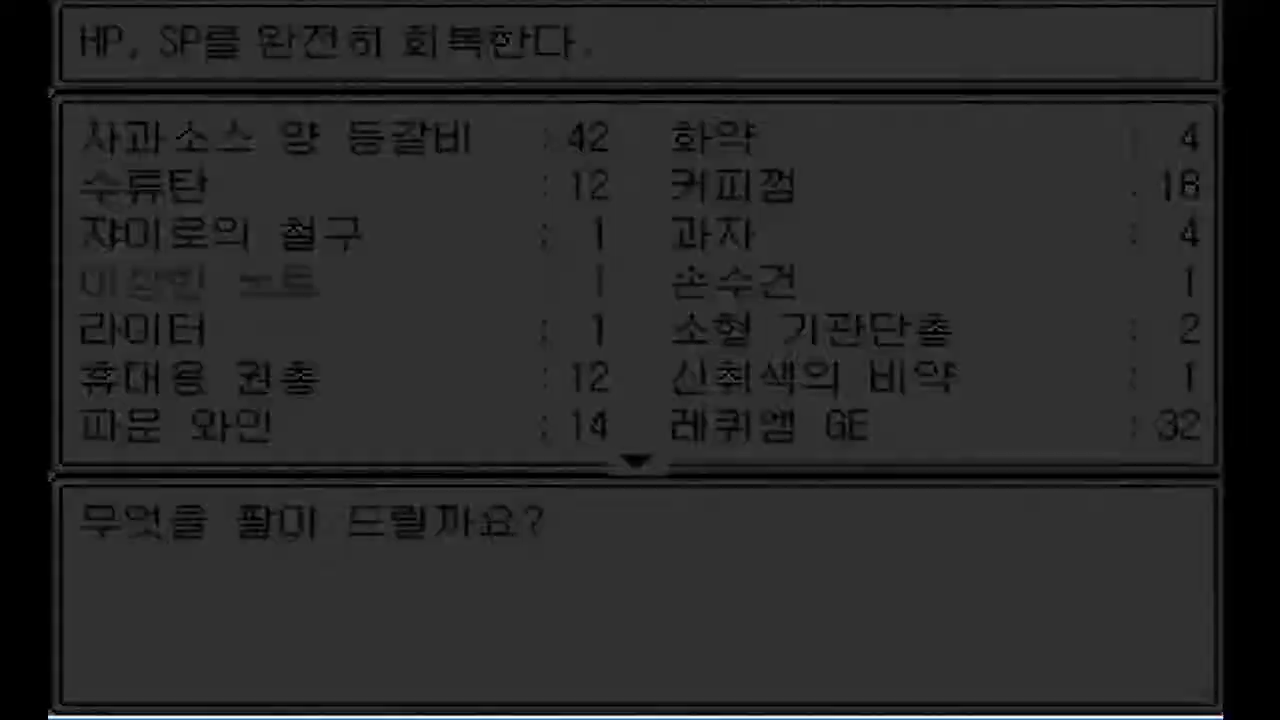 HP, SP를 완전히 회복한다.
사과소스 양 등갈비 : 42 화약 : 4
수류탄 : 12 커피껌 : 18
쟈이로의 철구 : 1 과자 : 4
노트 1 손수건 1
라이터 : 1 소형 기관단총 : 2
휴대용 권총 : 12 신취색의 비약 : 1
파문 와인 : 14 레퀴엠 GE : 32
무엇을 팔아 드릴까요?